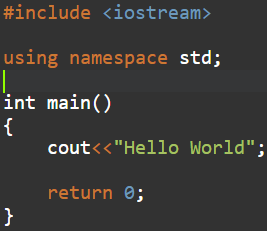 #include <iostream>
using namespace std;
int main()
{
    cout<<"Hello World";
    return 0;
}